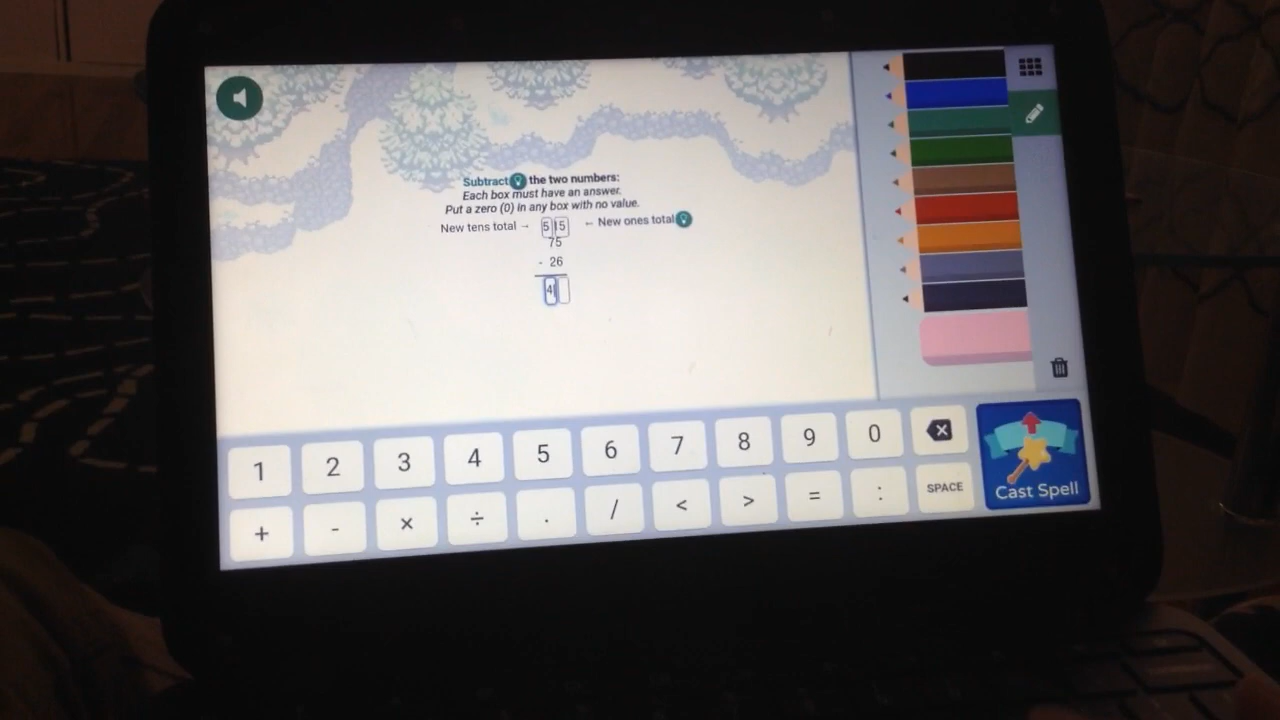 Subtract the two numbers:
Each box must have an answer.
Put a zero (0) in any box with no value.
New tens total → 5 15 ← New ones total
75
- 26
4
1 2 3 4 5 6 7 8 9 0
+ - × ÷ . / < > = : SPACE
Cast Spell